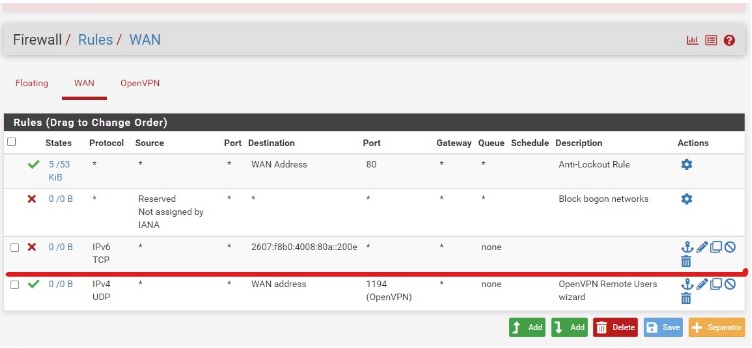 Firewall / Rules / WAN
Floating WAN OpenVPN
Rules (Drag to Change Order)
States Protocol Source Port Destination Port Gateway Queue Schedule Description Actions
5 /53 * * * WAN Address 80 * * Anti-Lockout Rule
KiB
0 /0 B * Reserved * * * * * Block bogon networks
Not assigned by
IANA
0 /0 B IPv6 * * 2607:f8b0:4008:80a::200e * * none
TCP
0 /0 B IPv4 * * WAN address 1194 * none OpenVPN Remote Users
UDP (OpenVPN) wizard
Add Add Delete Save Separator